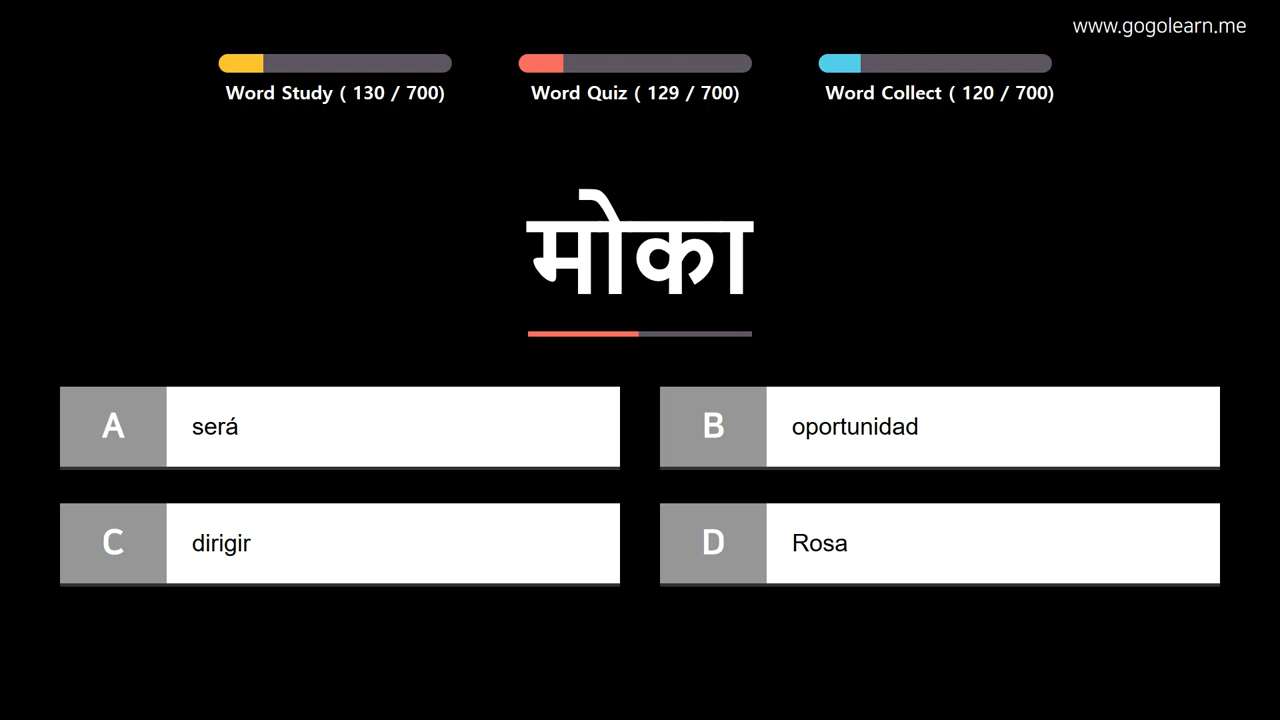 www.gogolearn.me
Word Study ( 130 / 700)
Word Quiz ( 129 / 700)
Word Collect ( 120 / 700)
मोका
A será
B oportunidad
C dirigir
D Rosa